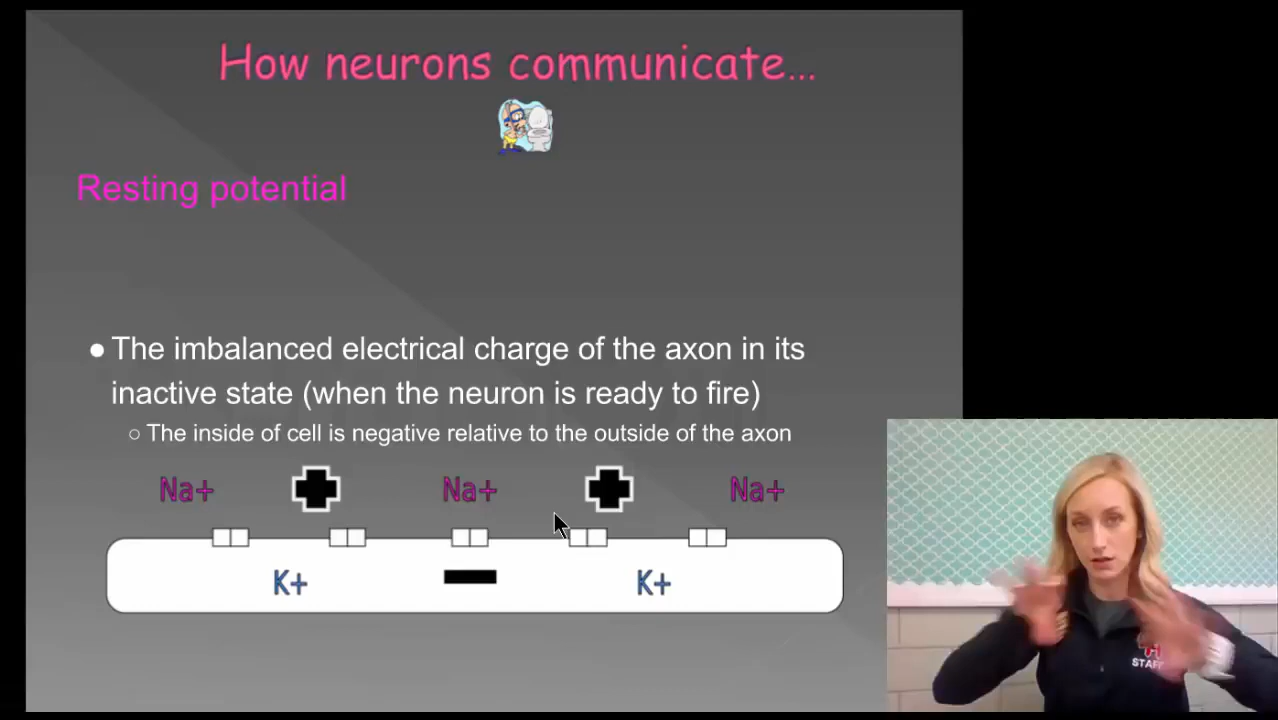 How neurons communicate...
Resting potential
● The imbalanced electrical charge of the axon in its
inactive state (when the neuron is ready to fire)
○ The inside of cell is negative relative to the outside of the axon
Na+ Na+ Na+
K+ K+
STAFF